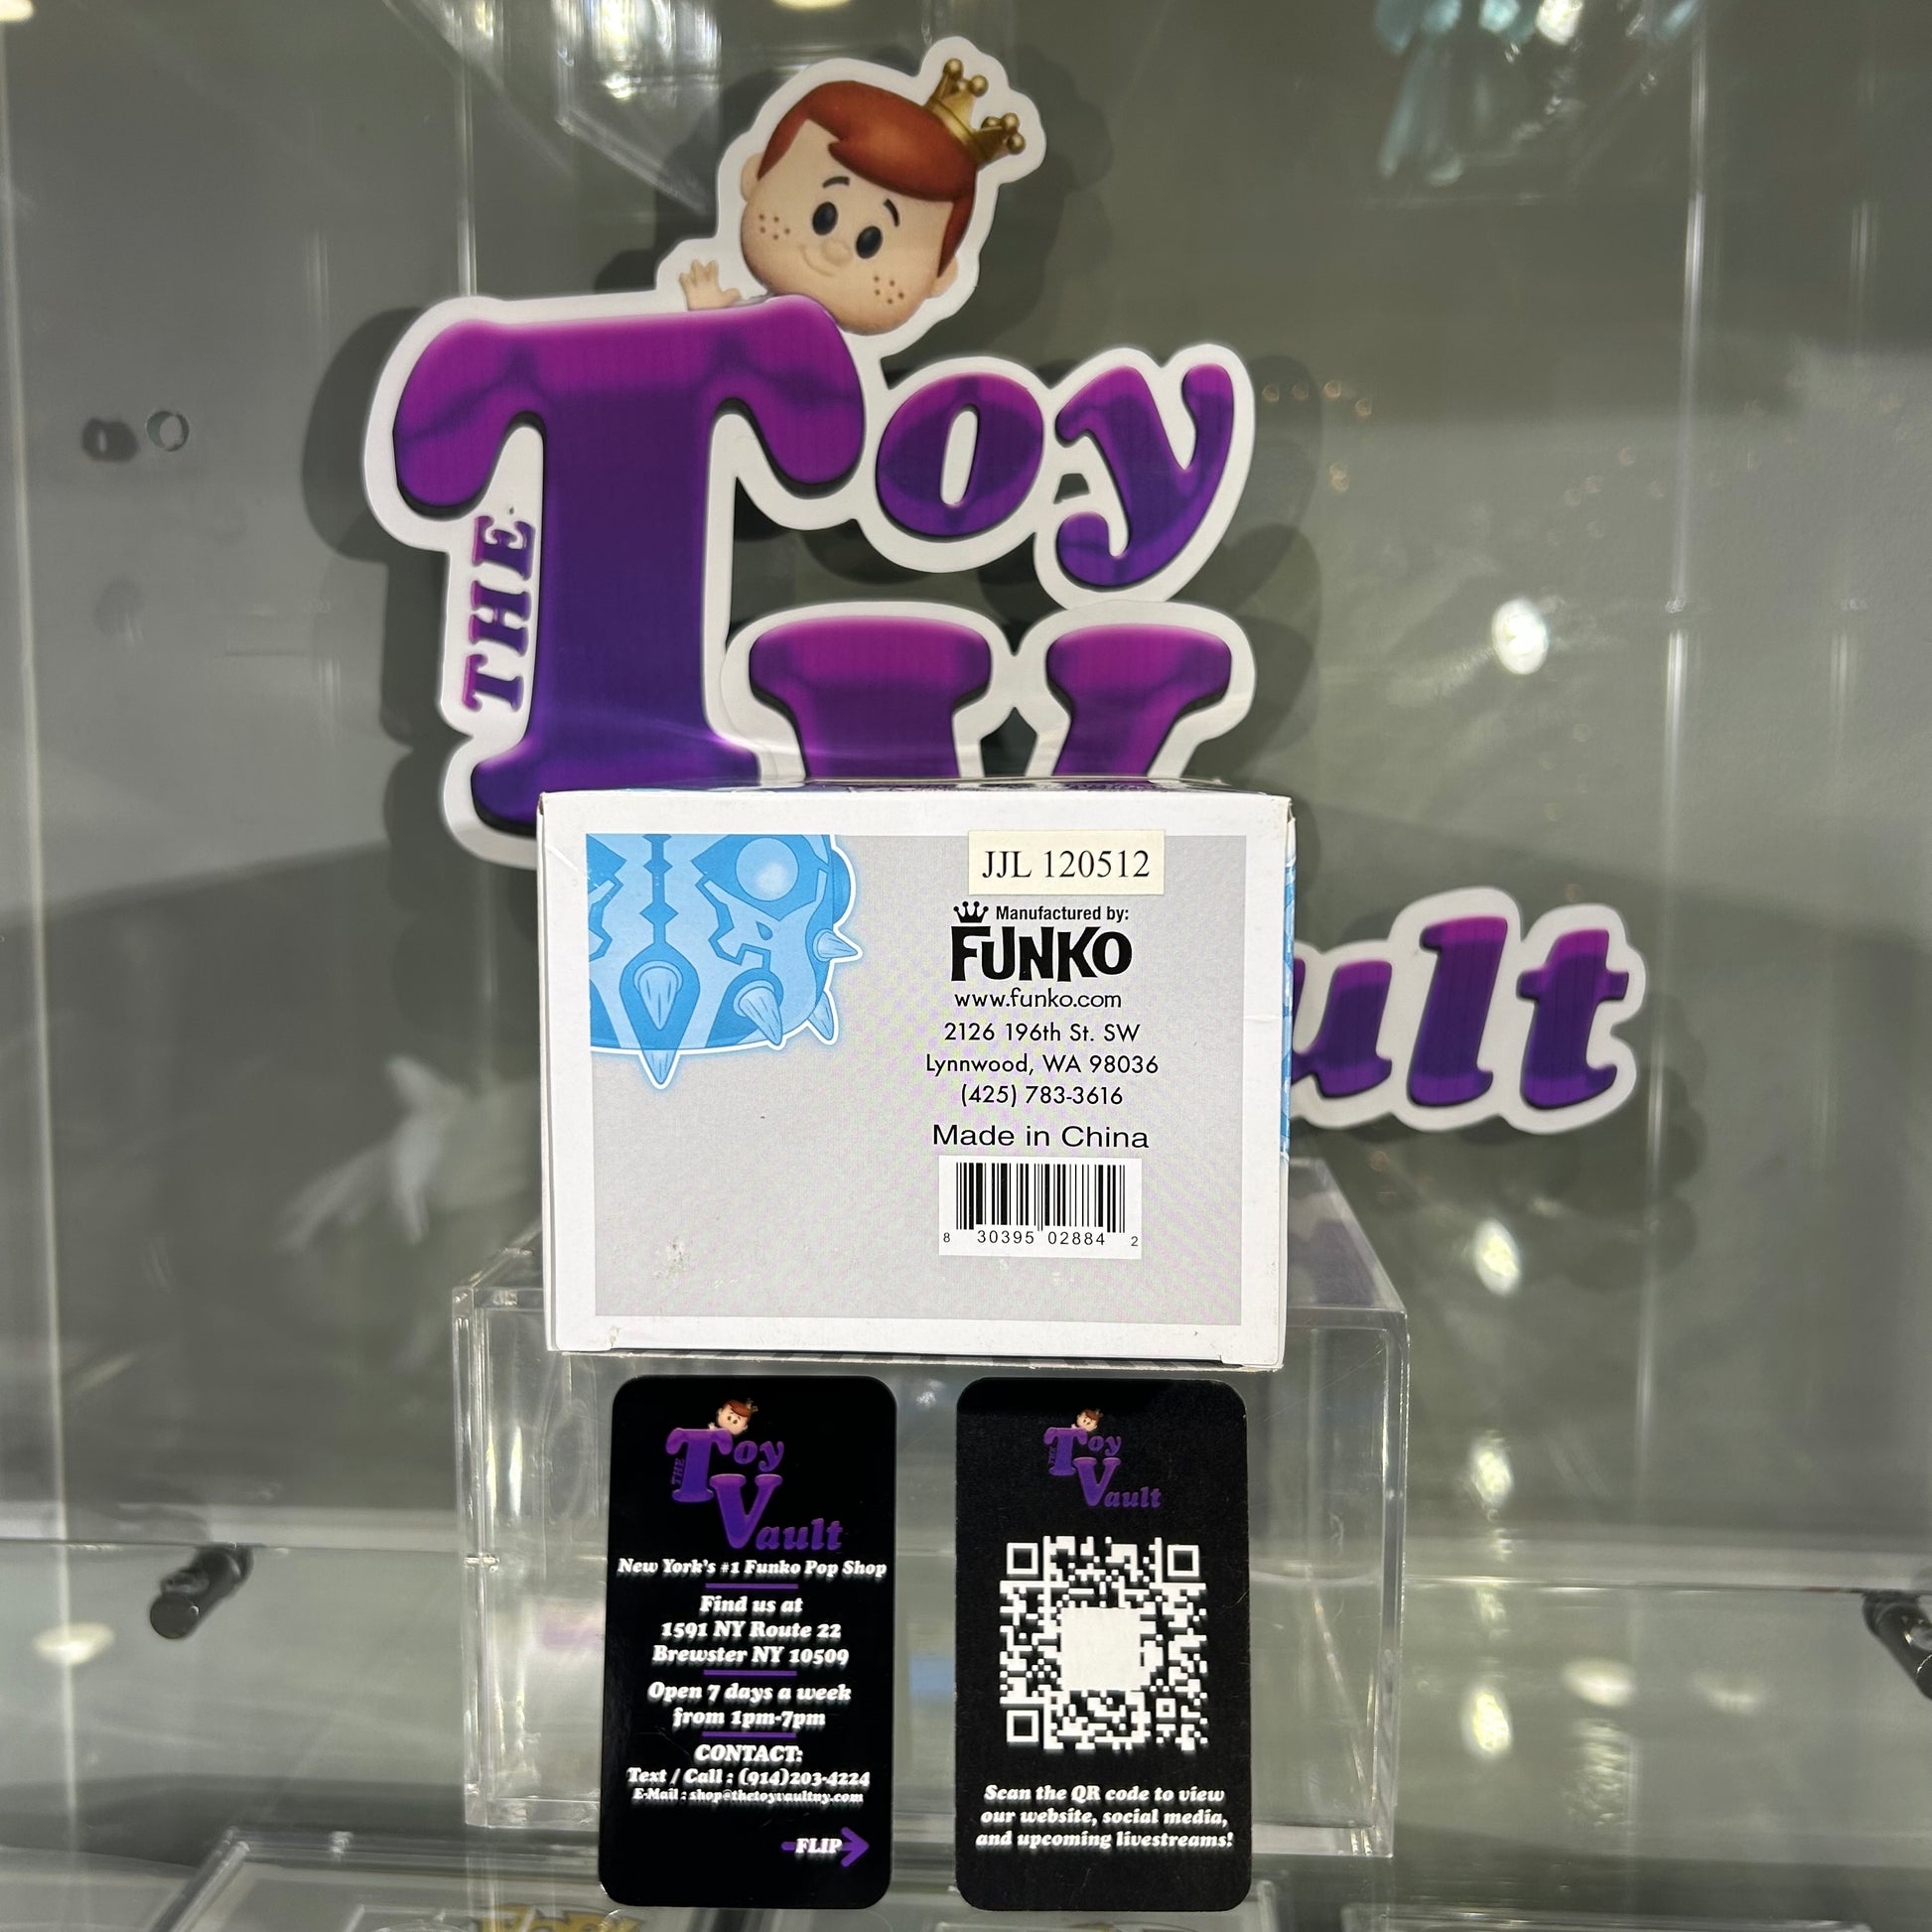 THE
Toy
V
ault
JJL 120512
Manufactured by:
FUNKO
www.funko.com
2126 196th St. SW
Lynnwood, WA 98036
(425) 783-3616
Made in China
8 30395 02884 2
THE
Toy
Vault
New York's #1 Funko Pop Shop
Find us at
1591 NY Route 22
Brewster NY 10509
Open 7 days a week
from 1pm-7pm
CONTACT:
Text / Call : (914)203-4224
E-Mail : shop@thetoyvaultny.com
FLIP
THE
Toy
Vault
Scan the QR code to view
our website, social media,
and upcoming livestreams!